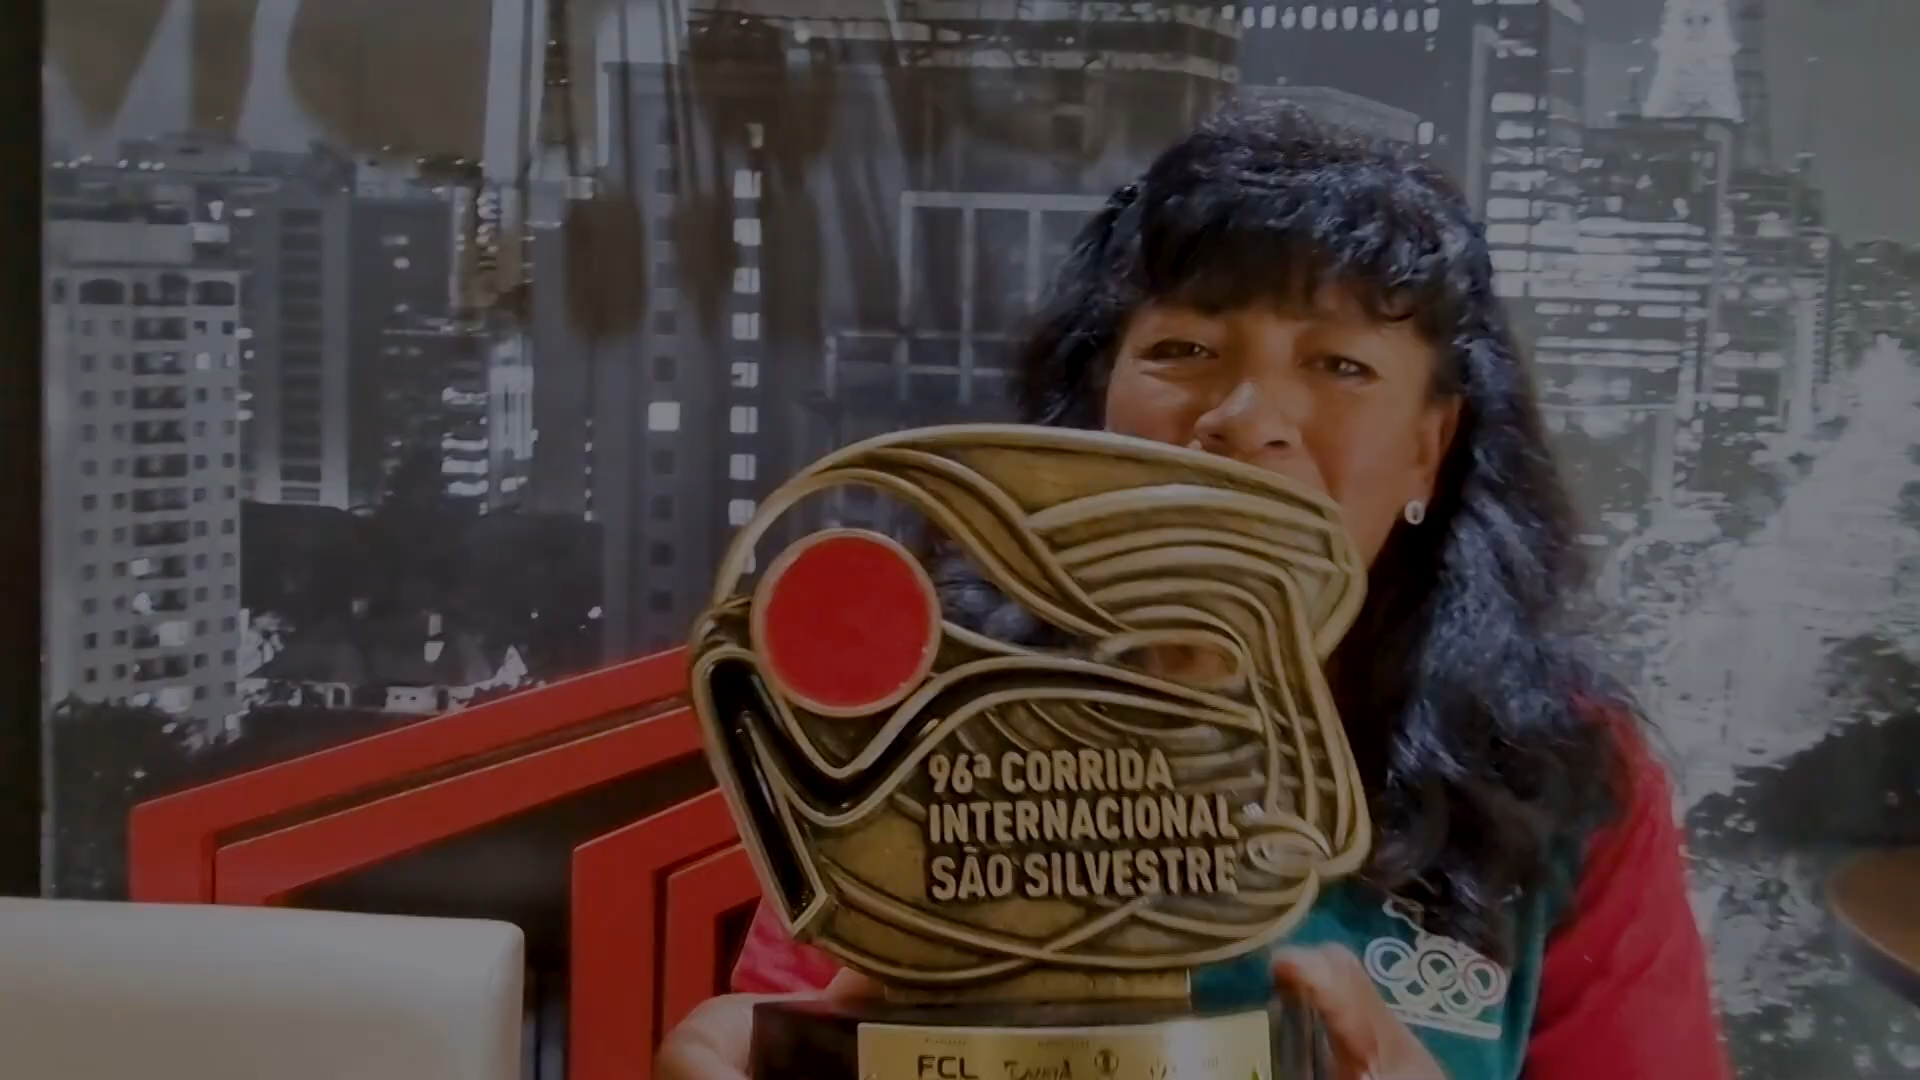 96ª CORRIDA
INTERNACIONAL
SÃO SILVESTRE
FCL